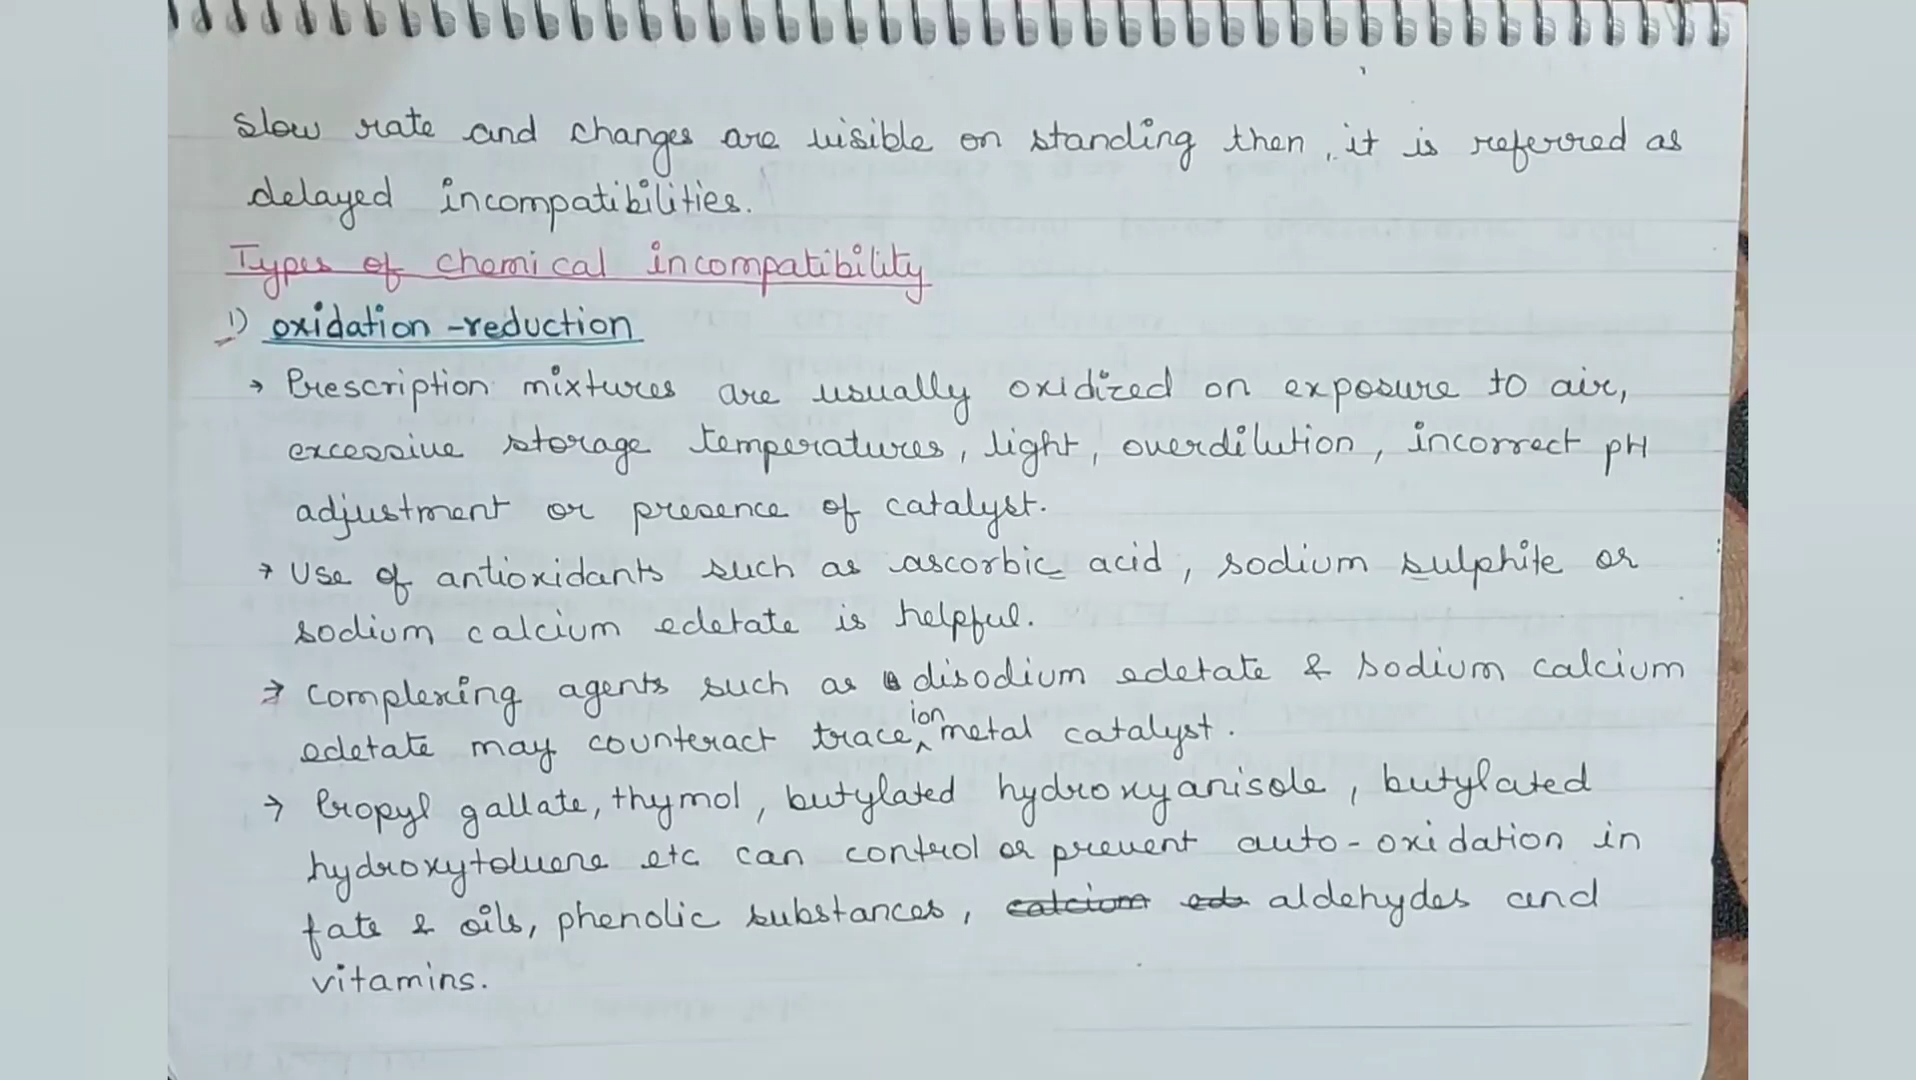 slow rate and changes are visible on standing then, it is referred as
delayed incompatibilities.
Types of chemical incompatibility
1) oxidation-reduction
→ Prescription mixtures are usually oxidized on exposure to air,
excessive storage temperatures, light, overdilution, incorrect pH
adjustment or presence of catalyst.
→ Use of antioxidants such as ascorbic acid, sodium sulphite or
sodium calcium edetate is helpful.
→ Complexing agents such as disodium edetate & sodium calcium
edetate may counteract trace ion metal catalyst.
→ Propyl gallate, thymol, butylated hydroxyanisole, butylated
hydroxytoluene etc can control or prevent auto-oxidation in
fats & oils, phenolic substances, calcium edt aldehydes and
vitamins.